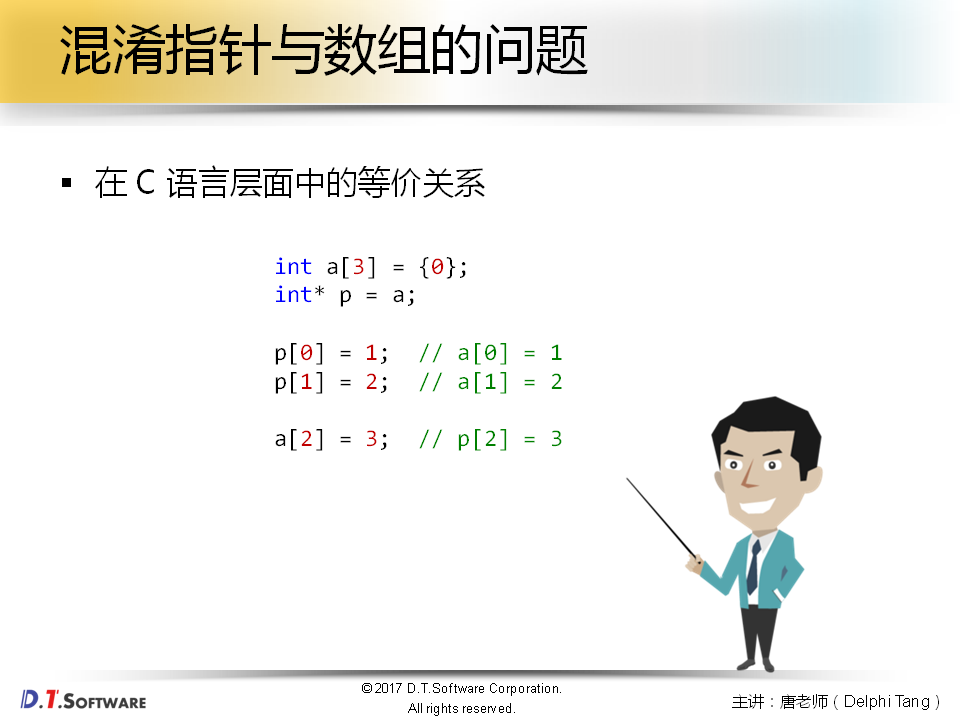 混淆指针与数组的问题
▪ 在 C 语言层面中的等价关系
int a[3] = {0};
int* p = a;
p[0] = 1;  // a[0] = 1
p[1] = 2;  // a[1] = 2
a[2] = 3;  // p[2] = 3
D.T.SOFTWARE
©2017 D.T.Software Corporation.
All rights reserved.
主讲：唐老师（Delphi Tang）